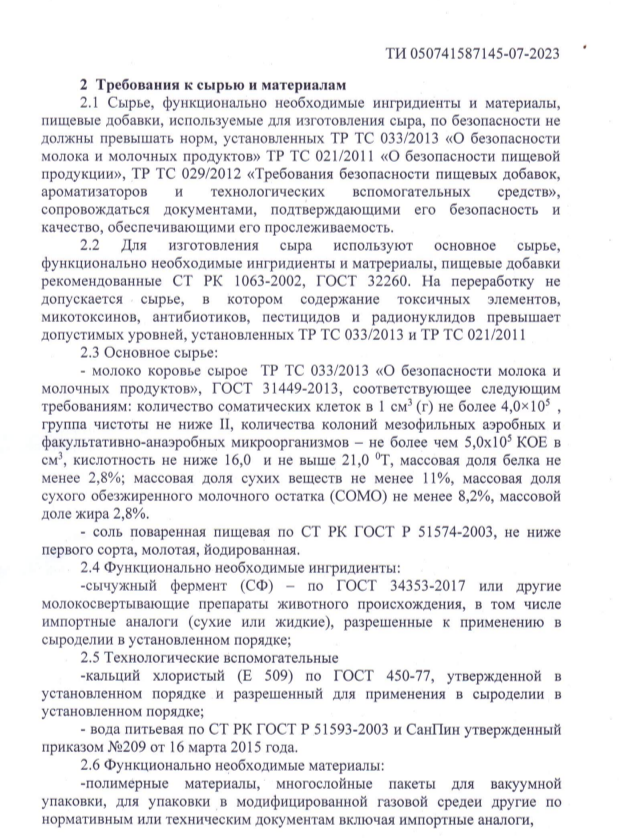 ТИ 050741587145-07-2023
2 Требования к сырью и материалам
2.1 Сырье, функционально необходимые ингридиенты и материалы,
пищевые добавки, используемые для изготовления сыра, по безопасности не
должны превышать норм, установленных ТР ТС 033/2013 «О безопасности
молока и молочных продуктов» ТР ТС 021/2011 «О безопасности пищевой
продукции», ТР ТС 029/2012 «Требования безопасности пищевых добавок,
ароматизаторов и технологических вспомогательных средств»,
сопровождаться документами, подтверждающими его безопасность и
качество, обеспечивающими его прослеживаемость.
2.2 Для изготовления сыра используют основное сырье,
функционально необходимые ингридиенты и матрериалы, пищевые добавки
рекомендованные СТ РК 1063-2002, ГОСТ 32260. На переработку не
допускается сырье, в котором содержание токсичных элементов,
микотоксинов, антибиотиков, пестицидов и радионуклидов превышает
допустимых уровней, установленных ТР ТС 033/2013 и ТР ТС 021/2011
2.3 Основное сырье:
- молоко коровье сырое ТР ТС 033/2013 «О безопасности молока и
молочных продуктов», ГОСТ 31449-2013, соответствующее следующим
требованиям: количество соматических клеток в 1 см³ (г) не более 4,0×10⁵ ,
группа чистоты не ниже II, количества колоний мезофильных аэробных и
факультативно-анаэробных микроорганизмов – не более чем 5,0х10⁵ КОЕ в
см³, кислотность не ниже 16,0 и не выше 21,0 ⁰Т, массовая доля белка не
менее 2,8%; массовая доля сухих веществ не менее 11%, массовая доля
сухого обезжиренного молочного остатка (СОМО) не менее 8,2%, массовой
доле жира 2,8%.
- соль поваренная пищевая по СТ РК ГОСТ Р 51574-2003, не ниже
первого сорта, молотая, йодированная.
2.4 Функционально необходимые ингридиенты:
-сычужный фермент (СФ) – по ГОСТ 34353-2017 или другие
молокосвертывающие препараты животного происхождения, в том числе
импортные аналоги (сухие или жидкие), разрешенные к применению в
сыроделии в установленном порядке;
2.5 Технологические вспомогательные
-кальций хлористый (Е 509) по ГОСТ 450-77, утвержденной в
установленном порядке и разрешенный для применения в сыроделии в
установленном порядке;
- вода питьевая по СТ РК ГОСТ Р 51593-2003 и СанПин утвержденный
приказом №209 от 16 марта 2015 года.
2.6 Функционально необходимые материалы:
-полимерные материалы, многослойные пакеты для вакуумной
упаковки, для упаковки в модифицированной газовой средеи другие по
нормативным или техническим документам включая импортные аналоги,